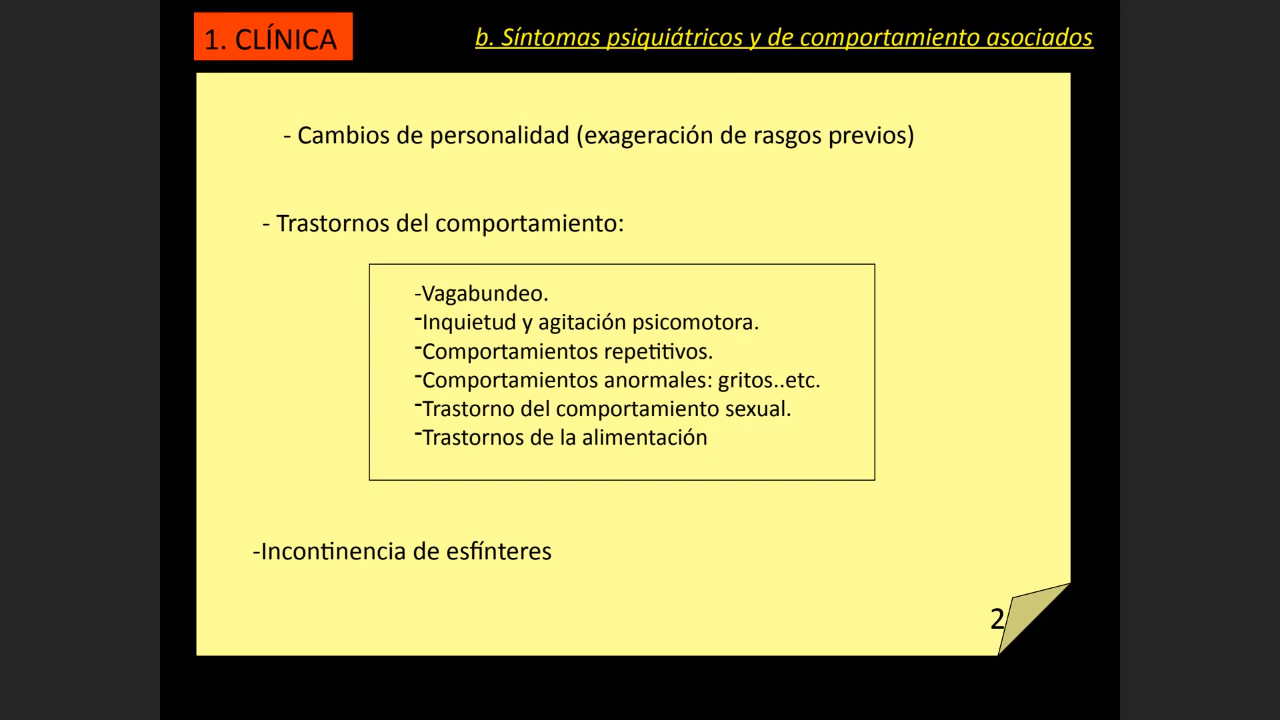 1. CLÍNICA
b. Síntomas psiquiátricos y de comportamiento asociados
- Cambios de personalidad (exageración de rasgos previos)
- Trastornos del comportamiento:
-Vagabundeo.
-Inquietud y agitación psicomotora.
-Comportamientos repetitivos.
-Comportamientos anormales: gritos..etc.
-Trastorno del comportamiento sexual.
-Trastornos de la alimentación
-Incontinencia de esfínteres
2